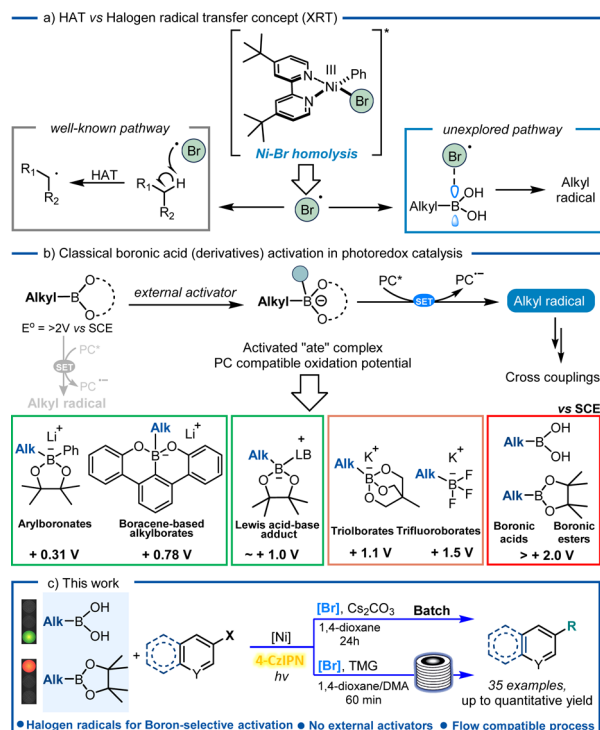 a) HAT vs Halogen radical transfer concept (XRT)
*
III
N
N
Ni
Ph
Br
Ni-Br homolysis
well-known pathway
Br
R1
R2
HAT
R1
H
R2
Br
unexplored pathway
Br
Alkyl
B
OH
OH
Alkyl
radical
b) Classical boronic acid (derivatives) activation in photoredox catalysis
Alkyl
B
O
O
E° = >2V vs SCE
PC*
SET
PC•−
Alkyl radical
external activator
Alkyl
B
O
O
⊖
Activated "ate" complex
PC compatible oxidation potential
PC*
PC•−
SET
Alkyl radical
Cross couplings
vs SCE
Li+
Alk
Ph
B
O
O
Arylboronates
+ 0.31 V
Alk
Li+
O
B
O
Boracene-based
alkylborates
+ 0.78 V
Alk
LB
+
B
O
O
Lewis acid-base
adduct
~ + 1.0 V
K+
Alk
B
O
O
O
Triolborates
+ 1.1 V
K+
Alk
B
F
F
F
Trifluoroborates
+ 1.5 V
Alk
B
OH
OH
Alk
B
O
O
Boronic
acids
Boronic
esters
> + 2.0 V
c) This work
Alk
B
OH
OH
Alk
B
O
O
+
X
Y
[Ni]
4-CzIPN
hv
[Br], Cs2CO3
1,4-dioxane
24h
Batch
[Br], TMG
1,4-dioxane/DMA
60 min
R
Y
35 examples,
up to quantitative yield
● Halogen radicals for Boron-selective activation ● No external activators ● Flow compatible process